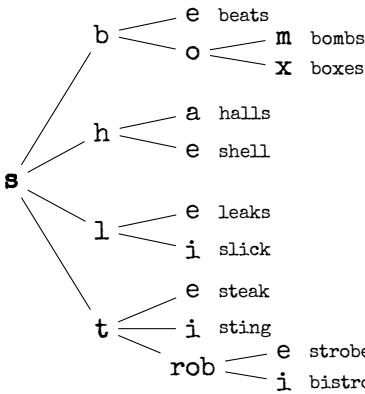 e beats
b
o
m bombs
x boxes
a halls
h
e shell
s
e leaks
l
i slick
e steak
t
i sting
rob
e strobe
i bistro